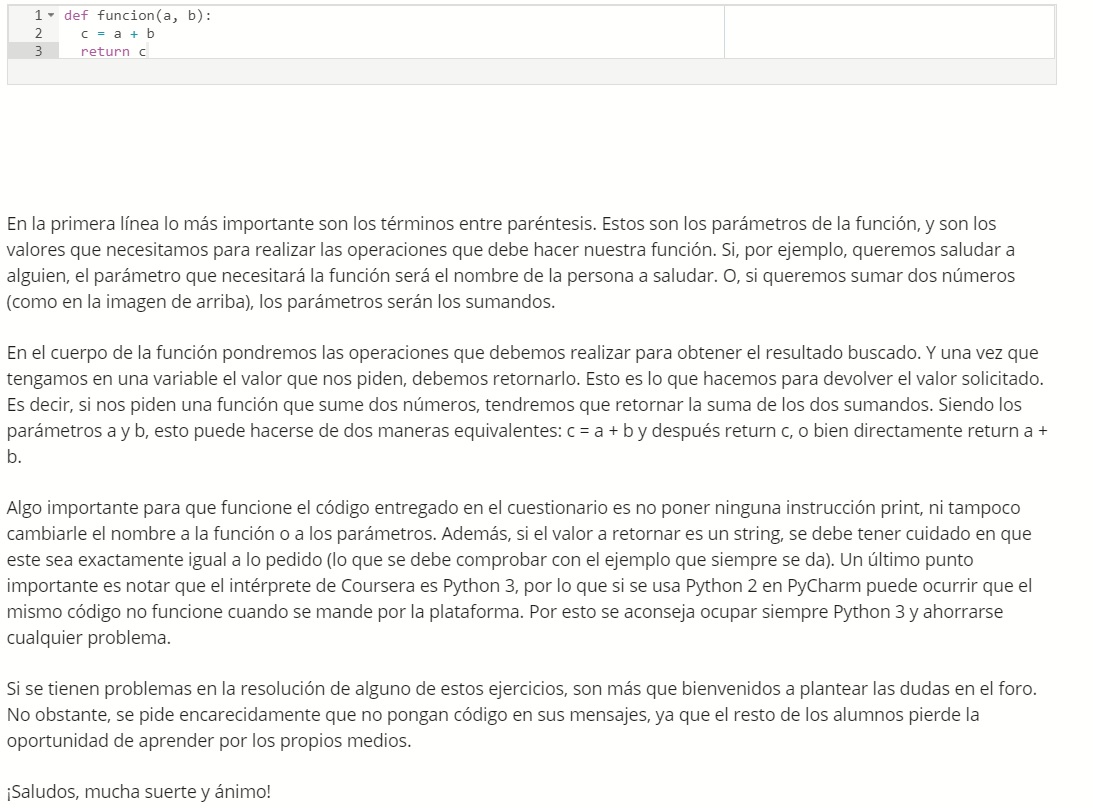 1 def funcion(a, b):
2 c = a + b
3 return c
En la primera línea lo más importante son los términos entre paréntesis. Estos son los parámetros de la función, y son los
valores que necesitamos para realizar las operaciones que debe hacer nuestra función. Si, por ejemplo, queremos saludar a
alguien, el parámetro que necesitará la función será el nombre de la persona a saludar. O, si queremos sumar dos números
(como en la imagen de arriba), los parámetros serán los sumandos.
En el cuerpo de la función pondremos las operaciones que debemos realizar para obtener el resultado buscado. Y una vez que
tengamos en una variable el valor que nos piden, debemos retornarlo. Esto es lo que hacemos para devolver el valor solicitado.
Es decir, si nos piden una función que sume dos números, tendremos que retornar la suma de los dos sumandos. Siendo los
parámetros a y b, esto puede hacerse de dos maneras equivalentes: c = a + b y después return c, o bien directamente return a +
b.
Algo importante para que funcione el código entregado en el cuestionario es no poner ninguna instrucción print, ni tampoco
cambiarle el nombre a la función o a los parámetros. Además, si el valor a retornar es un string, se debe tener cuidado en que
este sea exactamente igual a lo pedido (lo que se debe comprobar con el ejemplo que siempre se da). Un último punto
importante es notar que el intérprete de Coursera es Python 3, por lo que si se usa Python 2 en PyCharm puede ocurrir que el
mismo código no funcione cuando se mande por la plataforma. Por esto se aconseja ocupar siempre Python 3 y ahorrarse
cualquier problema.
Si se tienen problemas en la resolución de alguno de estos ejercicios, son más que bienvenidos a plantear las dudas en el foro.
No obstante, se pide encarecidamente que no pongan código en sus mensajes, ya que el resto de los alumnos pierde la
oportunidad de aprender por los propios medios.
¡Saludos, mucha suerte y ánimo!